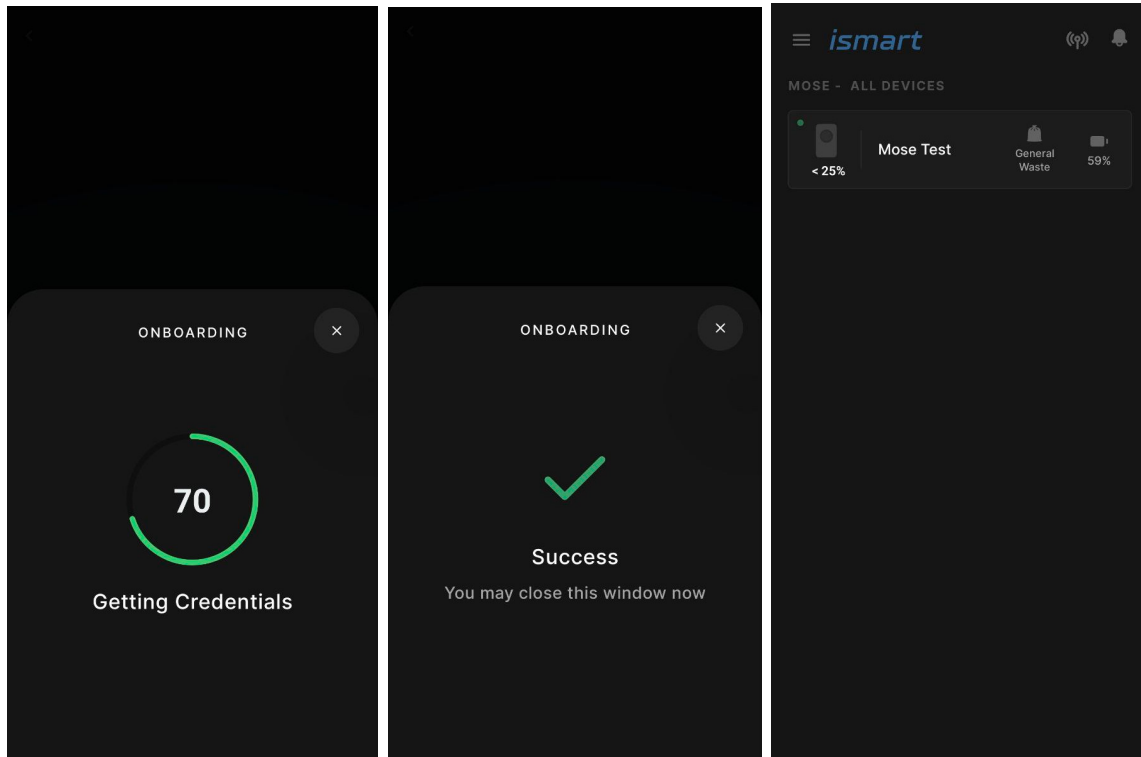 ONBOARDING
70
Getting Credentials
ONBOARDING
Success
You may close this window now
ismart
MOSE - ALL DEVICES
< 25%
Mose Test
General
Waste
59%